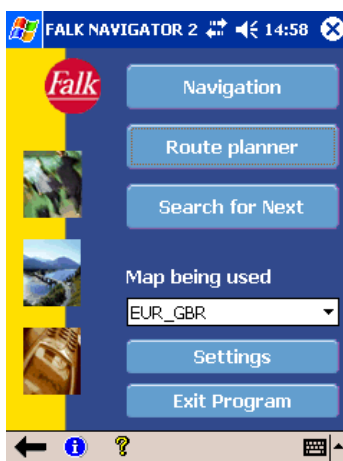 FALK NAVIGATOR 2 14:58
Falk
Navigation
Route planner
Search for Next
Map being used
EUR_GBR
Settings
Exit Program